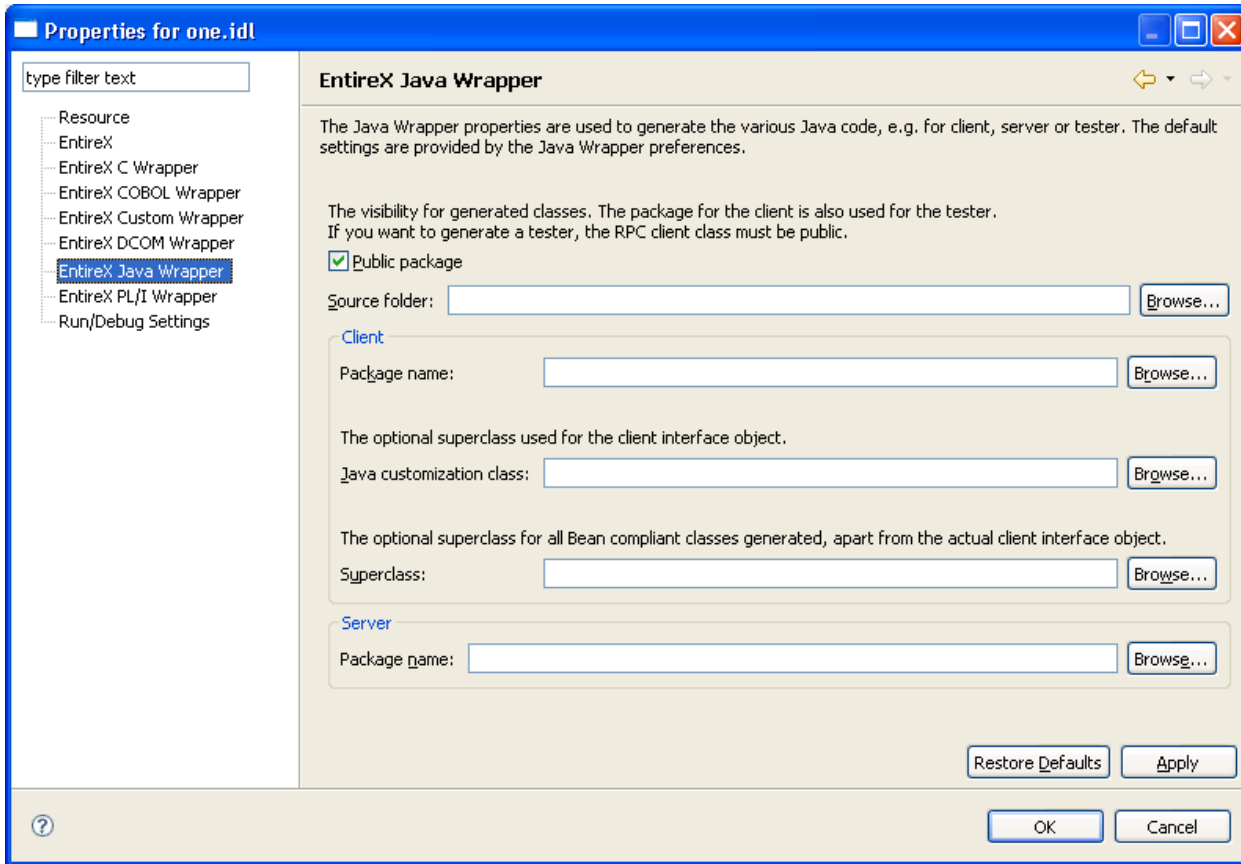 Properties for one.idl
type filter text
Resource
EntireX
EntireX C Wrapper
EntireX COBOL Wrapper
EntireX Custom Wrapper
EntireX DCOM Wrapper
EntireX Java Wrapper
EntireX PL/I Wrapper
Run/Debug Settings
EntireX Java Wrapper
The Java Wrapper properties are used to generate the various Java code, e.g. for client, server or tester. The default
settings are provided by the Java Wrapper preferences.
The visibility for generated classes. The package for the client is also used for the tester.
If you want to generate a tester, the RPC client class must be public.
Public package
Source folder: Browse...
Client
Package name: Browse...
The optional superclass used for the client interface object.
Java customization class: Browse...
The optional superclass for all Bean compliant classes generated, apart from the actual client interface object.
Superclass: Browse...
Server
Package name: Browse...
Restore Defaults Apply
? OK Cancel